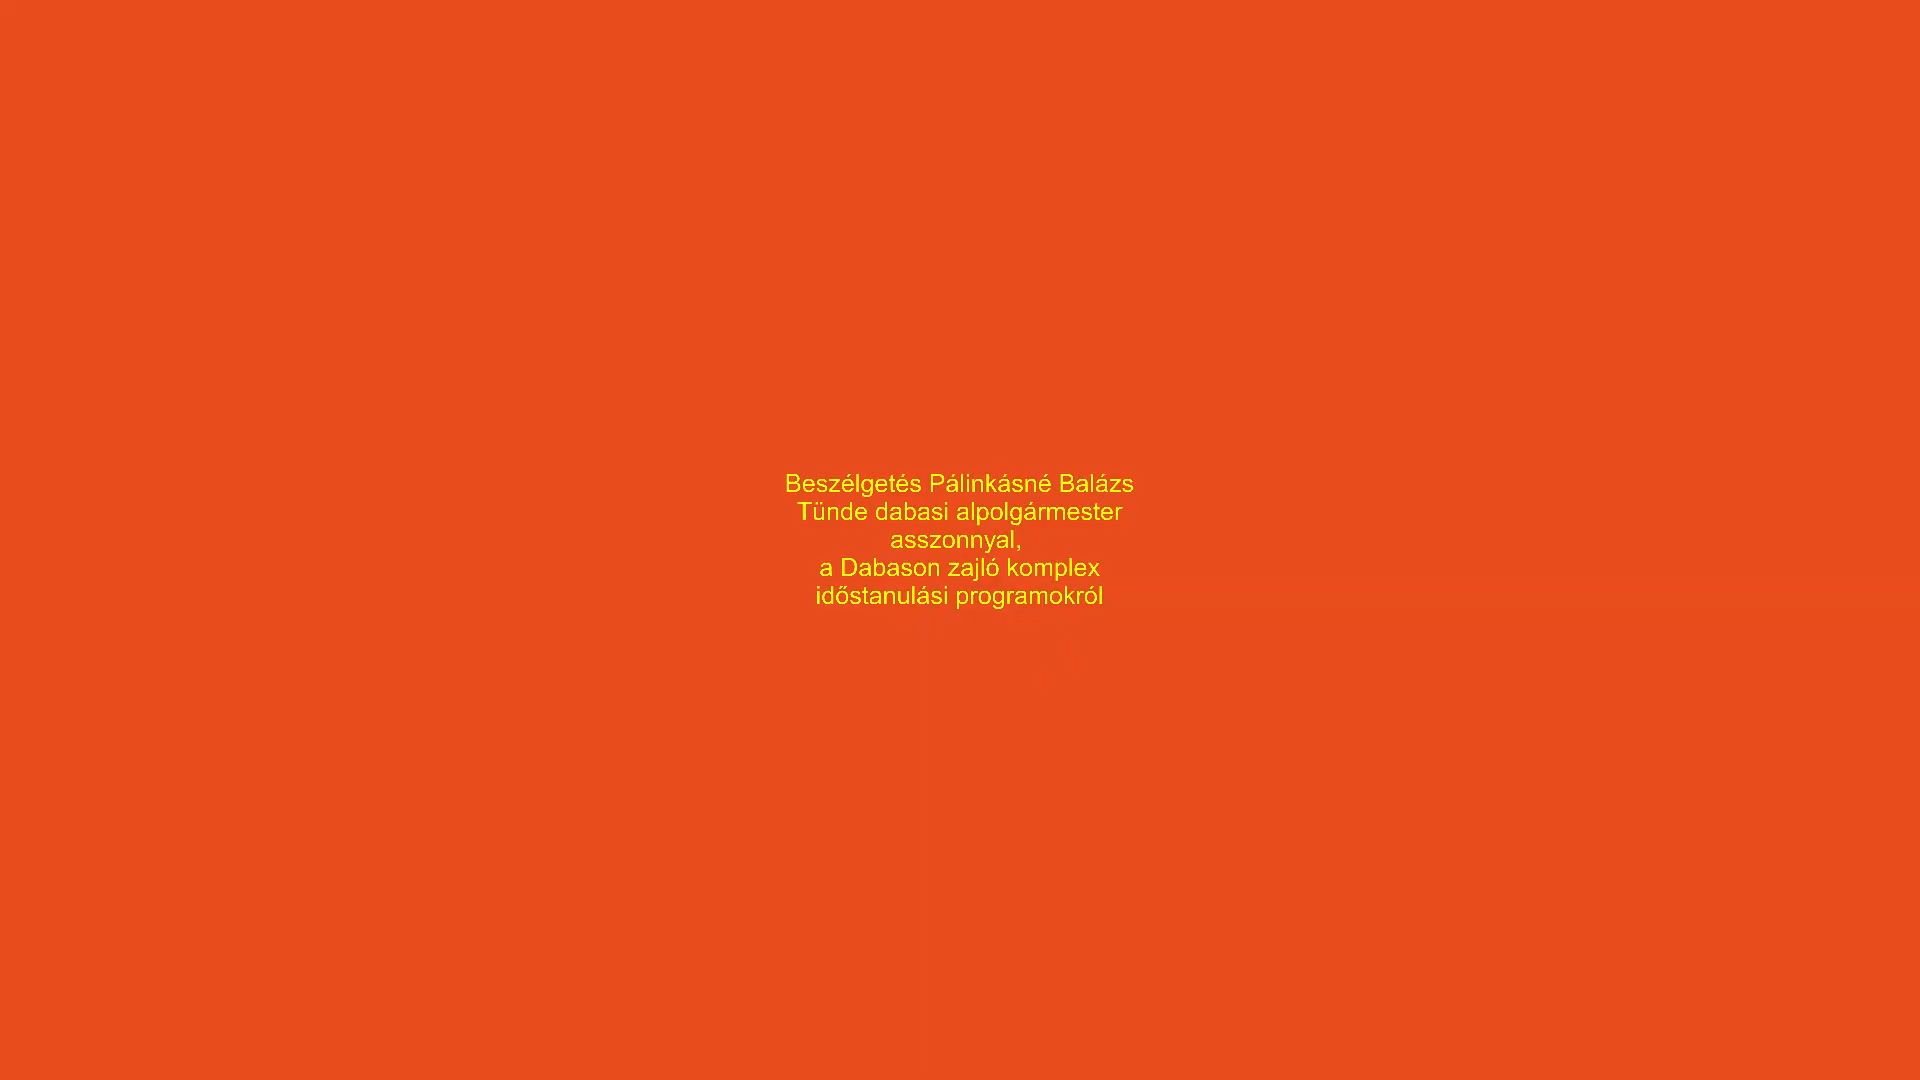 Beszélgetés Pálinkásné Balázs
Tünde dabasi alpolgármester
asszonnyal,
a Dabason zajló komplex
időstanulási programokról